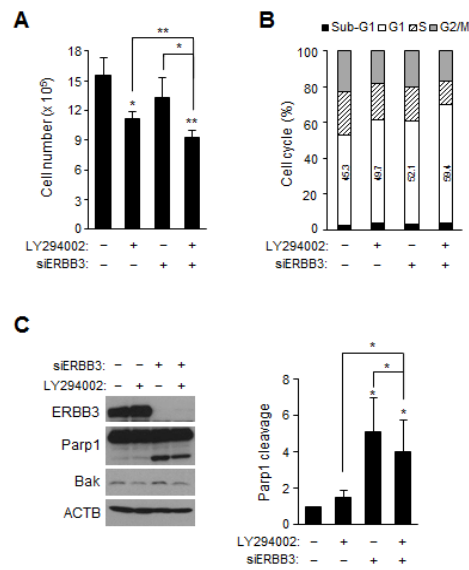 A
**
*
*
**
18
15
12
9
6
3
0
Cell number (x 10⁶)
LY294002: – + – +
siERBB3: – – + +
B
Sub-G1 G1 S G2/M
100
80
60
40
20
0
Cell cycle (%)
45.3 49.7 52.1 59.4
LY294002: – + – +
siERBB3: – – + +
C
siERBB3: – – + +
LY294002: – + – +
ERBB3
Parp1
Bak
ACTB
*
*
*
*
8
6
4
2
0
Parp1 cleavage
LY294002: – + – +
siERBB3: – – + +